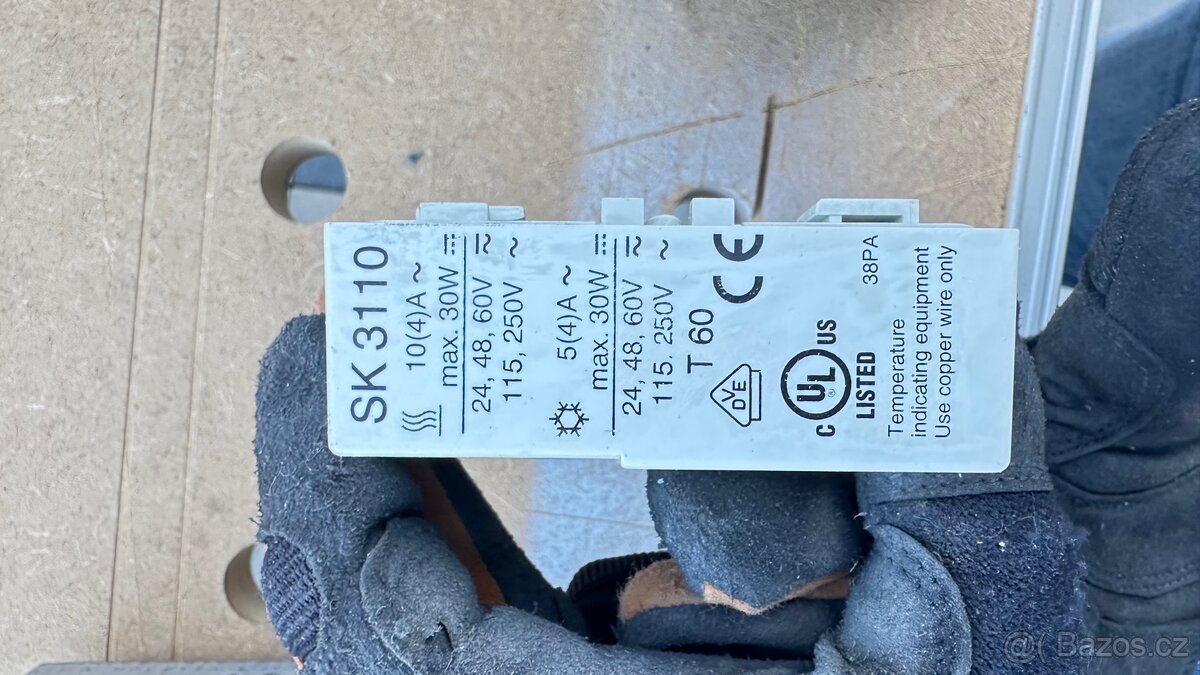 SK 3110
10(4)A ~
max. 30W ⎓
24, 48, 60V ≂
115, 250V ~
5(4)A ~
max. 30W ⎓
24, 48, 60V ≂
115. 250V ~
T 60
CE
DVE
C UL US
®
LISTED
38PA
Temperature
indicating equipment
Use copper wire only
@( Bazos.cz